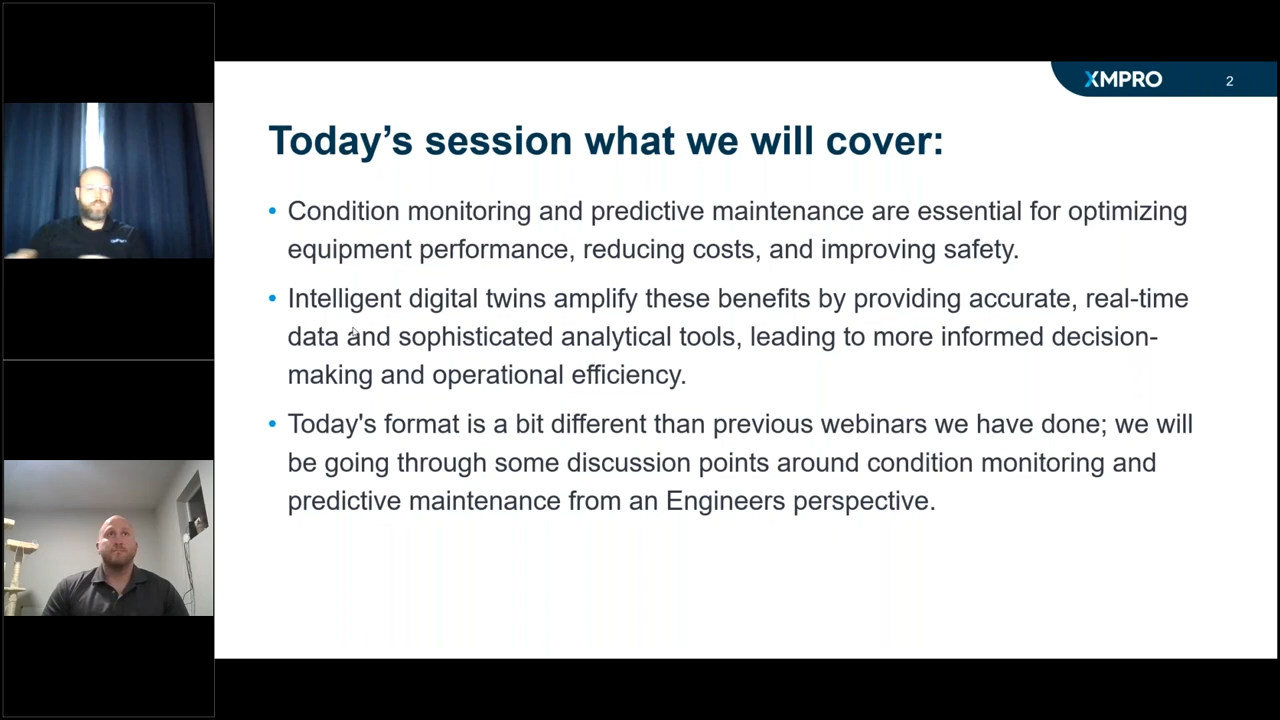 XMPRO
2
Today’s session what we will cover:
• Condition monitoring and predictive maintenance are essential for optimizing
equipment performance, reducing costs, and improving safety.
• Intelligent digital twins amplify these benefits by providing accurate, real-time
data and sophisticated analytical tools, leading to more informed decision-
making and operational efficiency.
• Today's format is a bit different than previous webinars we have done; we will
be going through some discussion points around condition monitoring and
predictive maintenance from an Engineers perspective.